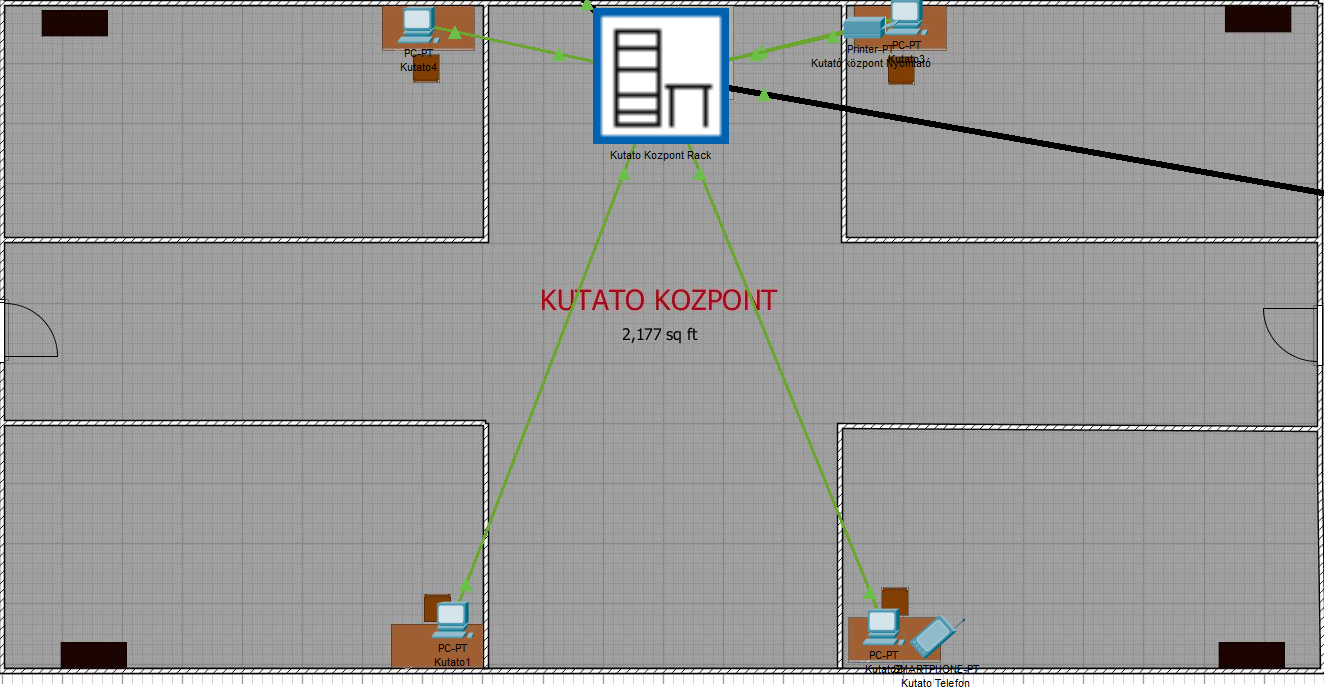 PC-PT
Kutato4
Printer-PT
PC-PT
Kutato3
Kutató központ Nyomtató
Kutato Kozpont Rack
KUTATO KOZPONT
2,177 sq ft
PC-PT
Kutato1
PC-PT
SMARTPHONE-PT
Kutato Telefon